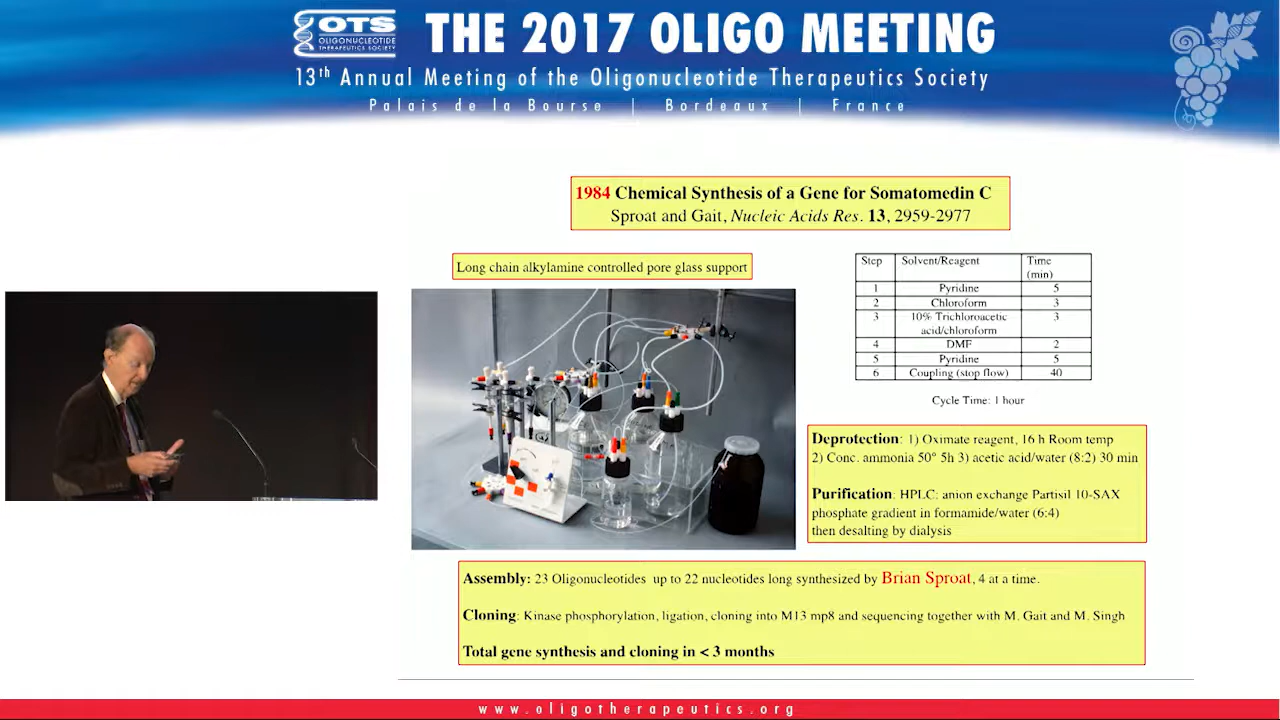 OTS
OLIGONUCLEOTIDE
THERAPEUTICS SOCIETY
THE 2017 OLIGO MEETING
13th Annual Meeting of the Oligonucleotide Therapeutics Society
Palais de la Bourse | Bordeaux | France
1984 Chemical Synthesis of a Gene for Somatomedin C
Sproat and Gait, Nucleic Acids Res. 13, 2959-2977
Long chain alkylamine controlled pore glass support
Step Solvent/Reagent Time
(min)
1 Pyridine 5
2 Chloroform 3
3 10% Trichloroacetic 3
acid/chloroform
4 DMF 2
5 Pyridine 5
6 Coupling (stop flow) 40
Cycle Time: 1 hour
Deprotection: 1) Oximate reagent, 16 h Room temp
2) Conc. ammonia 50° 5h 3) acetic acid/water (8:2) 30 min
Purification: HPLC: anion exchange Partisil 10-SAX
phosphate gradient in formamide/water (6:4)
then desalting by dialysis
Assembly: 23 Oligonucleotides up to 22 nucleotides long synthesized by Brian Sproat, 4 at a time.
Cloning: Kinase phosphorylation, ligation, cloning into M13 mp8 and sequencing together with M. Gait and M. Singh
Total gene synthesis and cloning in < 3 months
www.oligotherapeutics.org